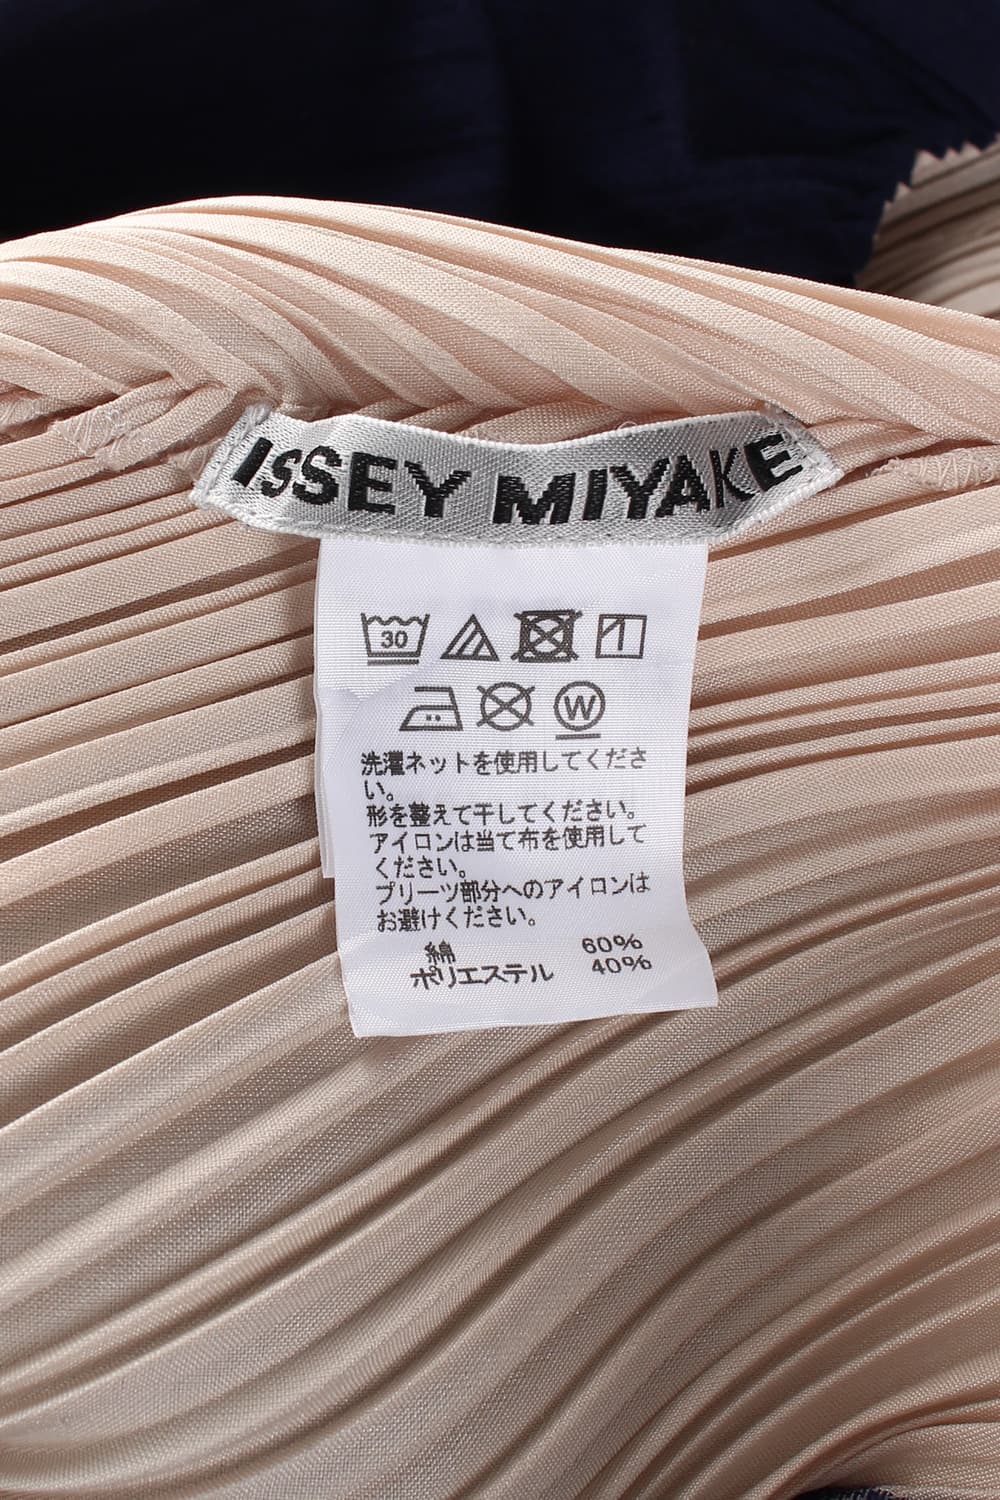 ISSEY MIYAKE
30
W
洗濯ネットを使用してくださ
い。
形を整えて干してください。
アイロンは当て布を使用して
ください。
プリーツ部分へのアイロンは
お避けください。
綿 60%
ポリエステル 40%